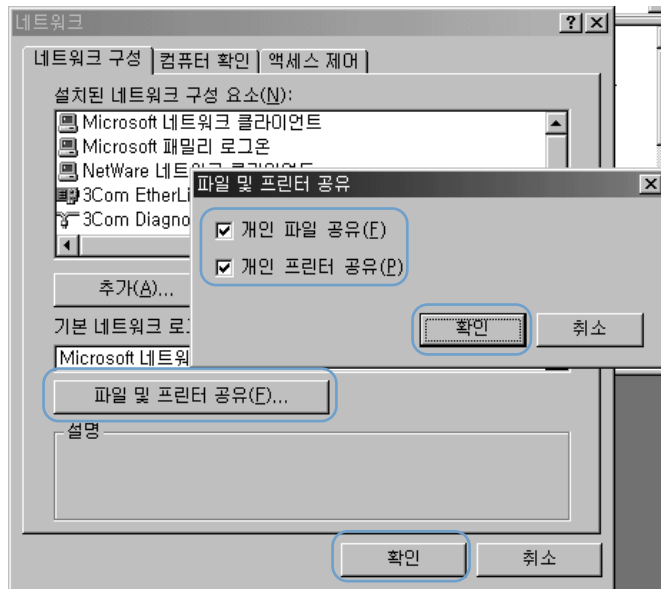 네트워크
네트워크 구성
컴퓨터 확인
액세스 제어
설치된 네트워크 구성 요소(N):
Microsoft 네트워크 클라이언트
Microsoft 패밀리 로그온
NetWare 네트워크 클라이언트
3Com EtherLi
3Com Diagno
추가(A)...
기본 네트워크 로
Microsoft 네트워
파일 및 프린터 공유(F)...
설명
확인
취소
파일 및 프린터 공유
개인 파일 공유(F)
개인 프린터 공유(P)
확인
취소